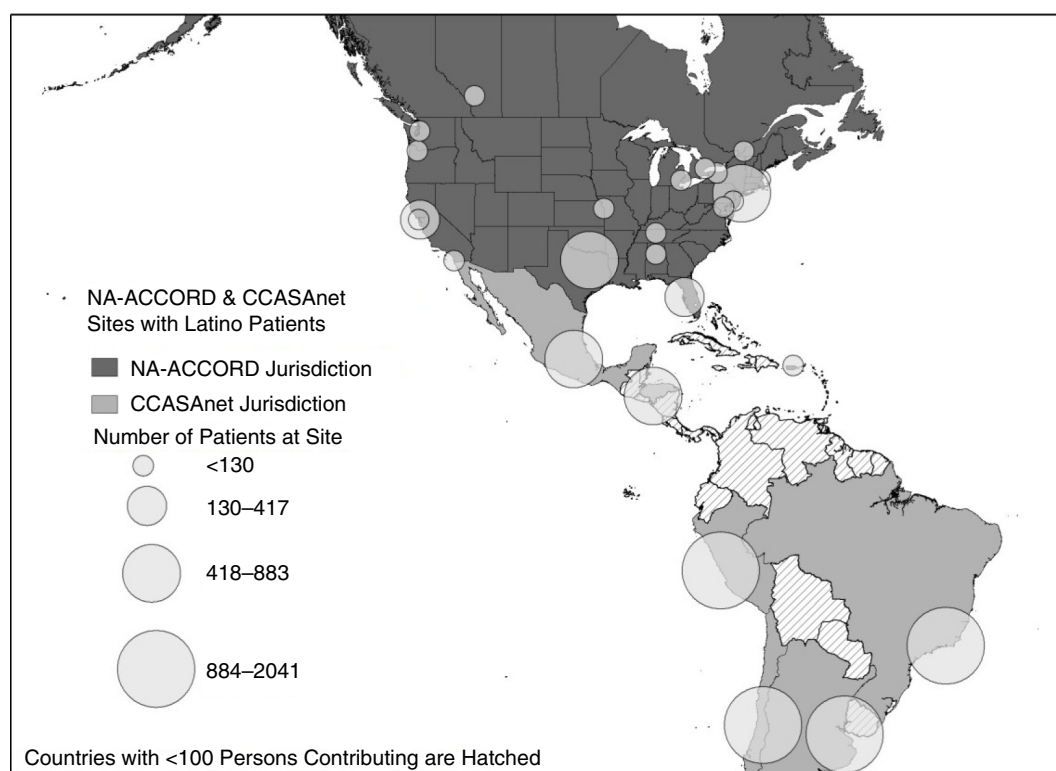 NA-ACCORD & CCASAnet
Sites with Latino Patients
NA-ACCORD Jurisdiction
CCASAnet Jurisdiction
Number of Patients at Site
<130
130–417
418–883
884–2041
Countries with <100 Persons Contributing are Hatched